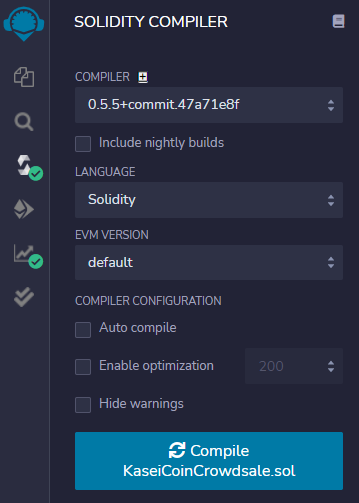 SOLIDITY COMPILER
COMPILER
0.5.5+commit.47a71e8f
Include nightly builds
LANGUAGE
Solidity
EVM VERSION
default
COMPILER CONFIGURATION
Auto compile
Enable optimization 200
Hide warnings
Compile
KaseiCoinCrowdsale.sol